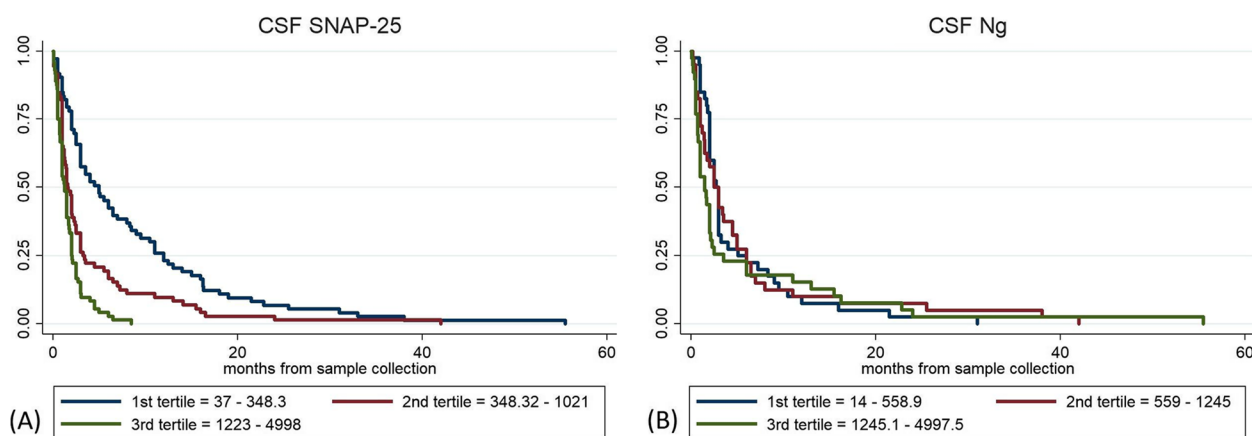 CSF SNAP-25
1.00
0.75
0.50
0.25
0.00
0
20
40
60
months from sample collection
1st tertile = 37 - 348.3
2nd tertile = 348.32 - 1021
3rd tertile = 1223 - 4998
(A)
CSF Ng
1.00
0.75
0.50
0.25
0.00
0
20
40
60
months from sample collection
1st tertile = 14 - 558.9
2nd tertile = 559 - 1245
3rd tertile = 1245.1 - 4997.5
(B)